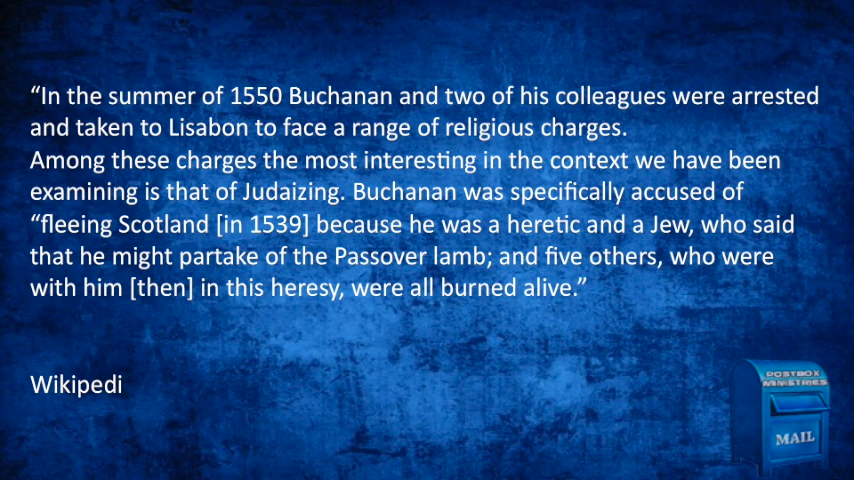 “In the summer of 1550 Buchanan and two of his colleagues were arrested
and taken to Lisabon to face a range of religious charges.
Among these charges the most interesting in the context we have been
examining is that of Judaizing. Buchanan was specifically accused of
“fleeing Scotland [in 1539] because he was a heretic and a Jew, who said
that he might partake of the Passover lamb; and five others, who were
with him [then] in this heresy, were all burned alive.”
Wikipedi
POSTBOX
MINISTRIES
MAIL